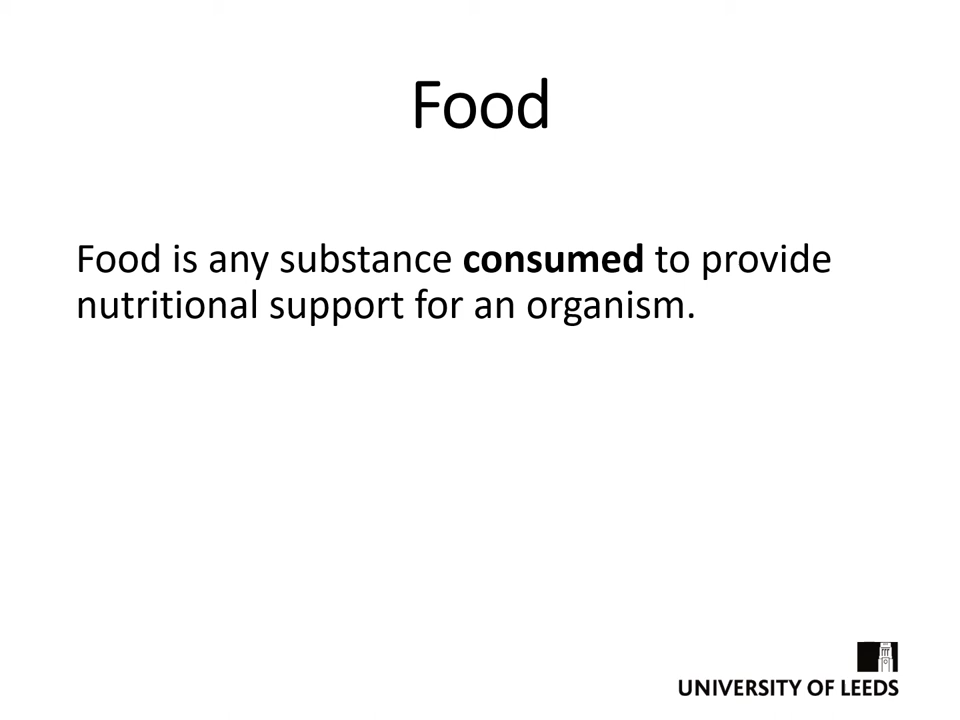 Food
Food is any substance consumed to provide
nutritional support for an organism.
UNIVERSITY OF LEEDS